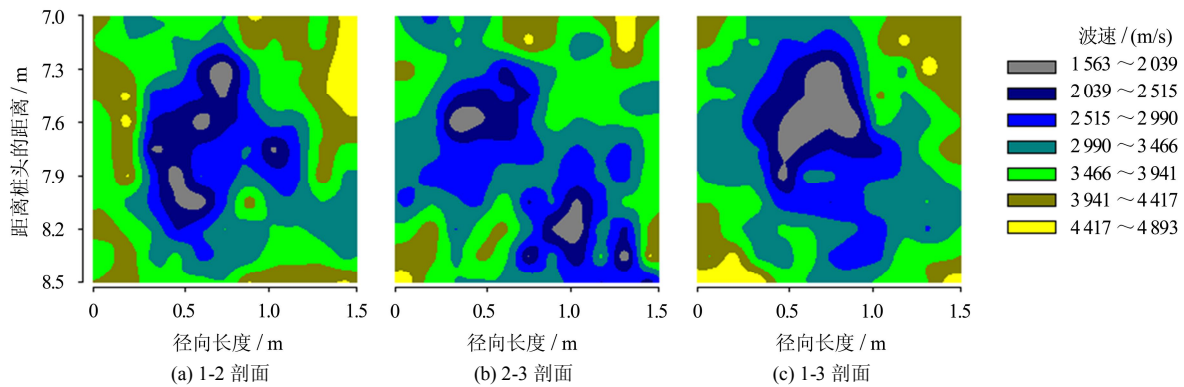 7.0
7.3
7.6
7.9
8.2
8.5
距离桩头的距离 / m
0 0.5 1.0 1.5
径向长度 / m
(a) 1-2 剖面
0 0.5 1.0 1.5
径向长度 / m
(b) 2-3 剖面
0 0.5 1.0 1.5
径向长度 / m
(c) 1-3 剖面
波速 / (m/s)
1 563 ～ 2 039
2 039 ～ 2 515
2 515 ～ 2 990
2 990 ～ 3 466
3 466 ～ 3 941
3 941 ～ 4 417
4 417 ～ 4 893